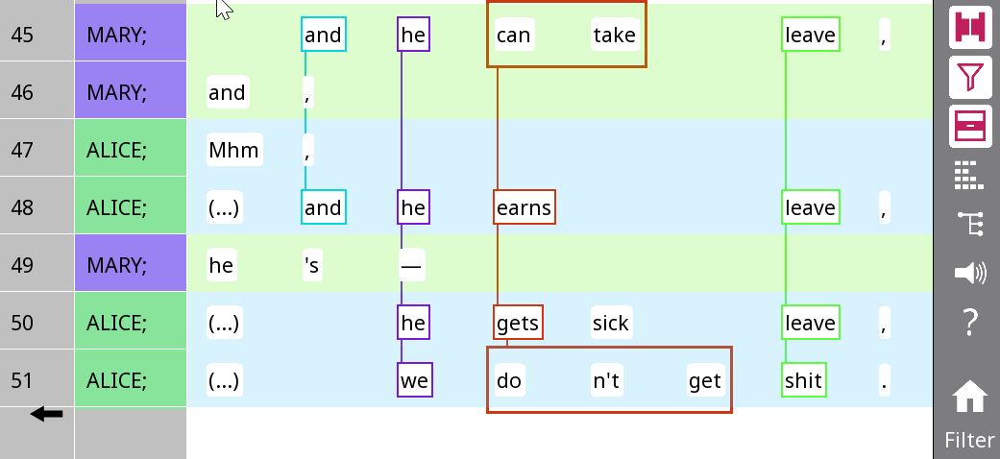 45 MARY; and he can take leave ,
46 MARY; and ,
47 ALICE; Mhm ,
48 ALICE; (...) and he earns leave ,
49 MARY; he 's —
50 ALICE; (...) he gets sick leave ,
51 ALICE; (...) we do n't get shit .
?
Filter